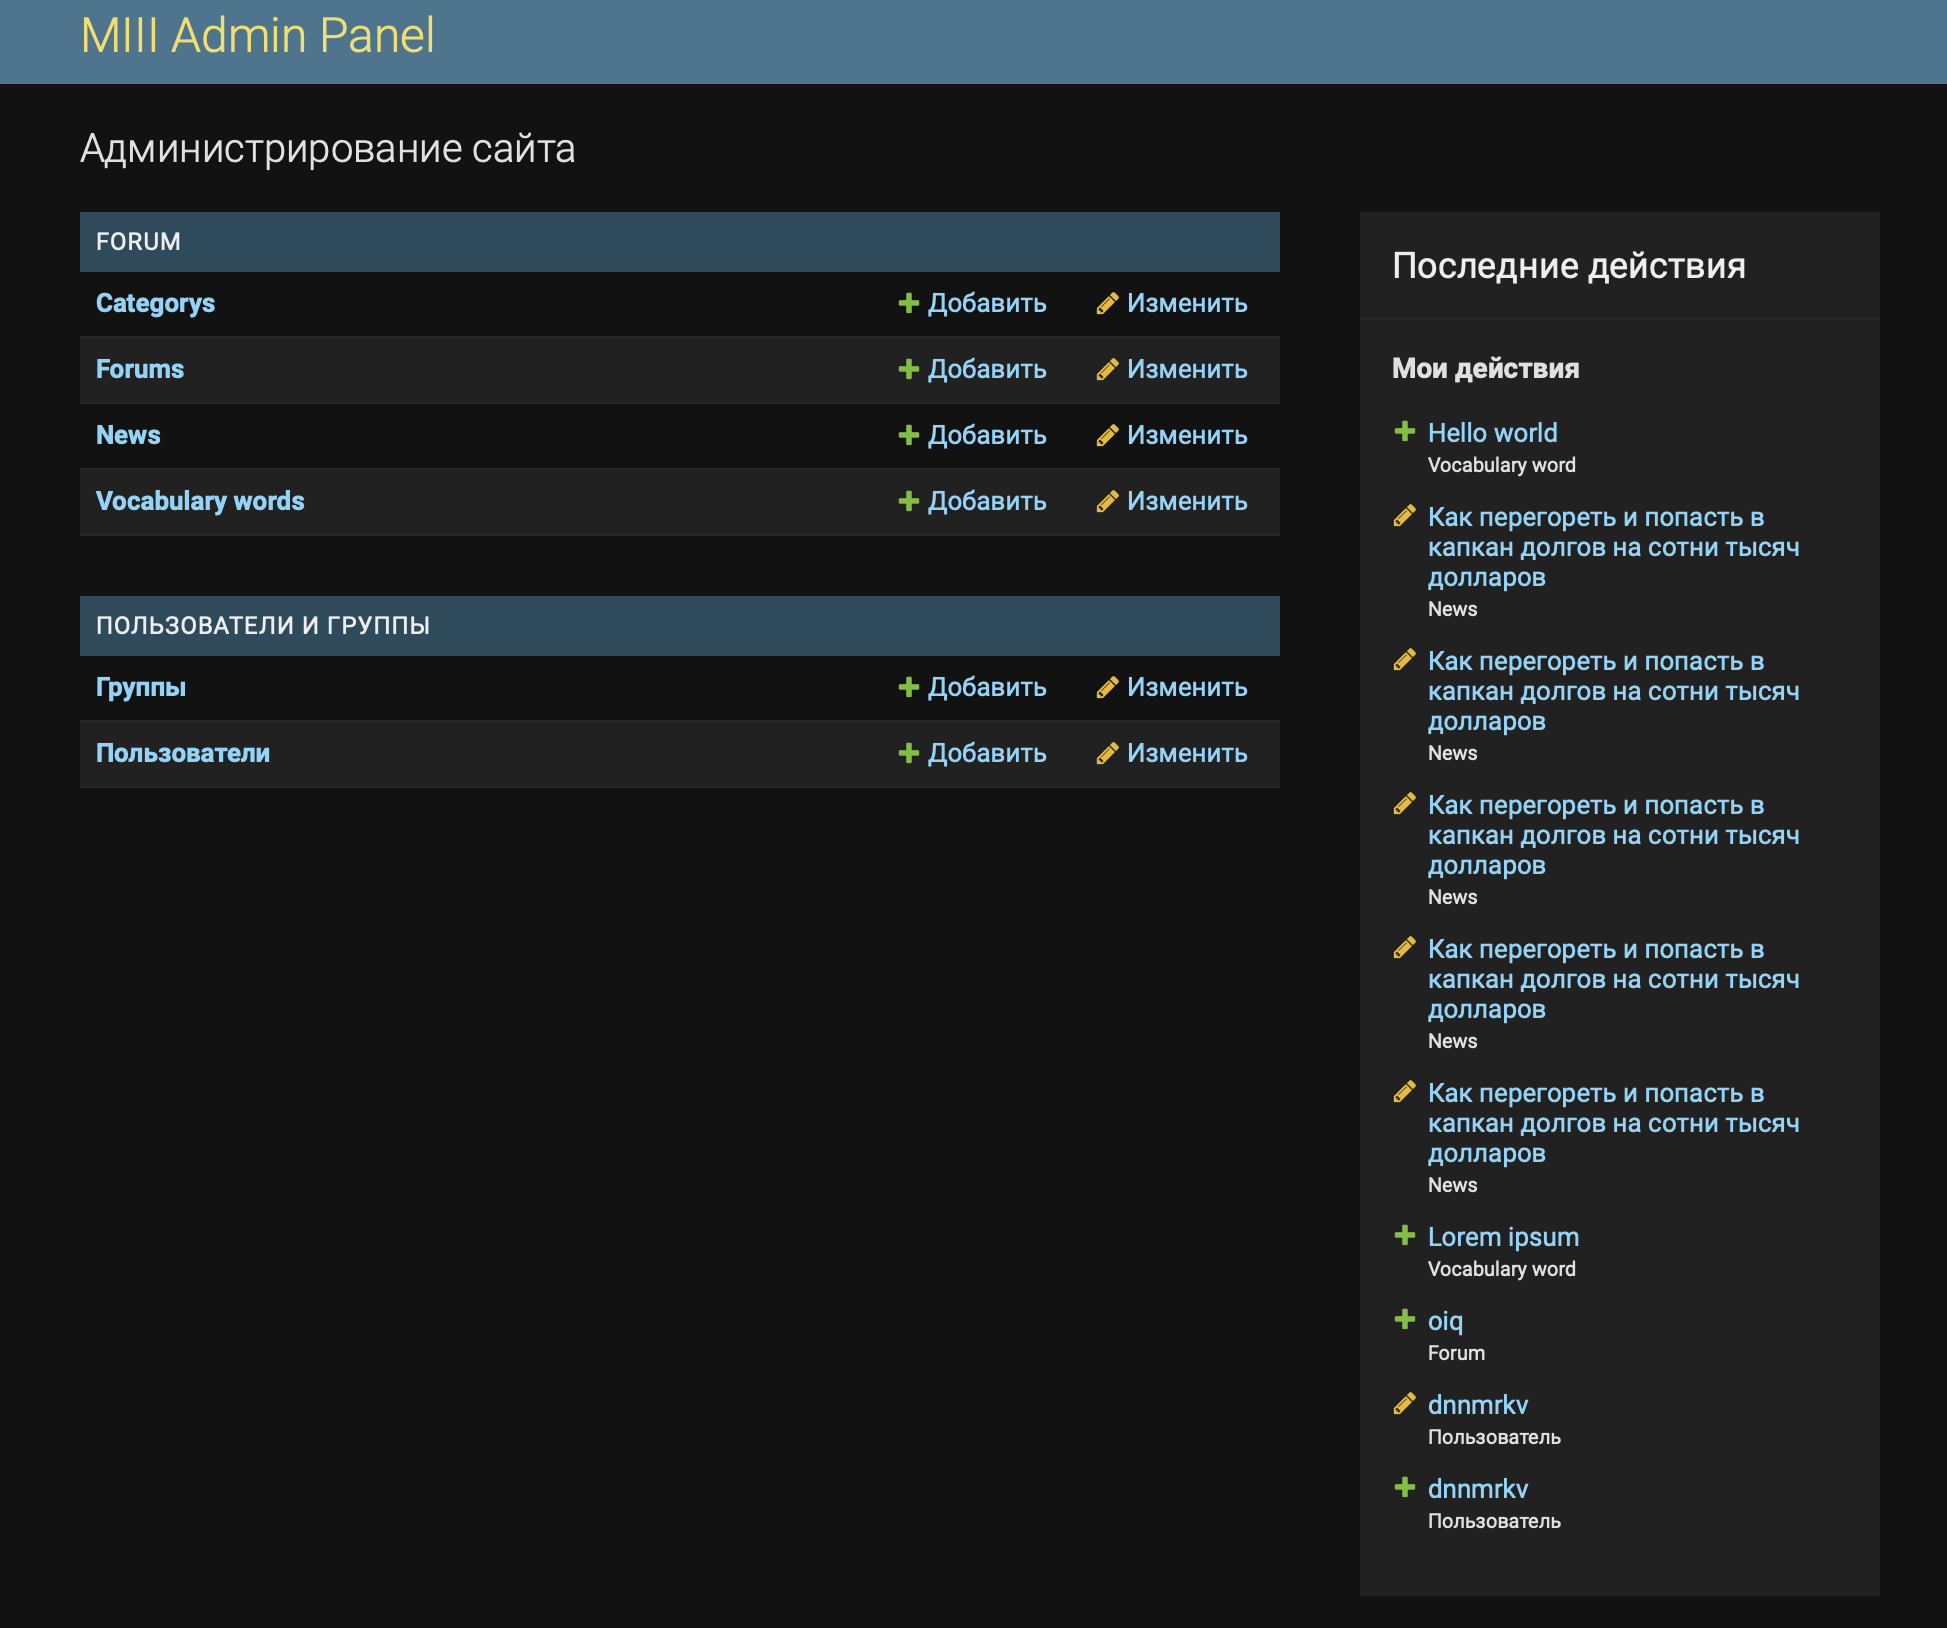 MIII Admin Panel
Администрирование сайта
FORUM
Categorys Добавить Изменить
Forums Добавить Изменить
News Добавить Изменить
Vocabulary words Добавить Изменить
ПОЛЬЗОВАТЕЛИ И ГРУППЫ
Группы Добавить Изменить
Пользователи Добавить Изменить
Последние действия
Мои действия
Hello world
Vocabulary word
Как перегореть и попасть в
капкан долгов на сотни тысяч
долларов
News
Как перегореть и попасть в
капкан долгов на сотни тысяч
долларов
News
Как перегореть и попасть в
капкан долгов на сотни тысяч
долларов
News
Как перегореть и попасть в
капкан долгов на сотни тысяч
долларов
News
Как перегореть и попасть в
капкан долгов на сотни тысяч
долларов
News
Lorem ipsum
Vocabulary word
oiq
Forum
dnnmrkv
Пользователь
dnnmrkv
Пользователь